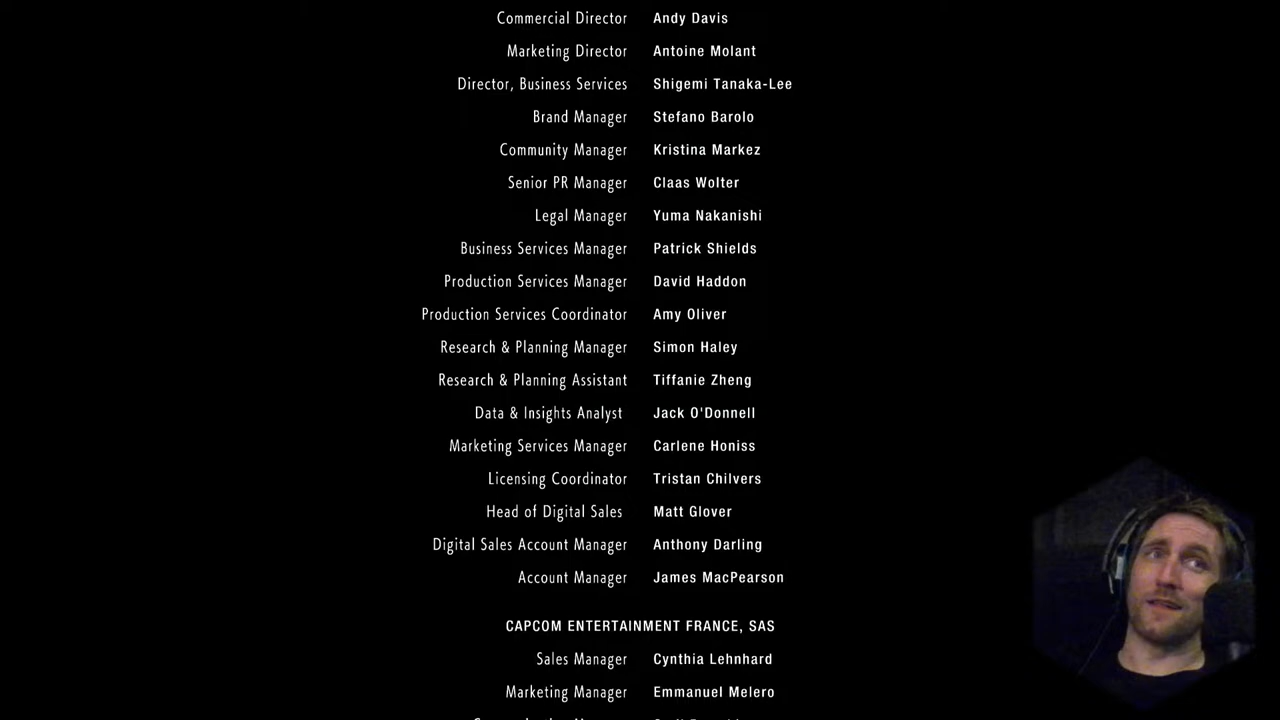 Commercial Director Andy Davis
Marketing Director Antoine Molant
Director, Business Services Shigemi Tanaka-Lee
Brand Manager Stefano Barolo
Community Manager Kristina Markez
Senior PR Manager Claas Wolter
Legal Manager Yuma Nakanishi
Business Services Manager Patrick Shields
Production Services Manager David Haddon
Production Services Coordinator Amy Oliver
Research & Planning Manager Simon Haley
Research & Planning Assistant Tiffanie Zheng
Data & Insights Analyst Jack O'Donnell
Marketing Services Manager Carlene Honiss
Licensing Coordinator Tristan Chilvers
Head of Digital Sales Matt Glover
Digital Sales Account Manager Anthony Darling
Account Manager James MacPearson
CAPCOM ENTERTAINMENT FRANCE, SAS
Sales Manager Cynthia Lehnhard
Marketing Manager Emmanuel Melero